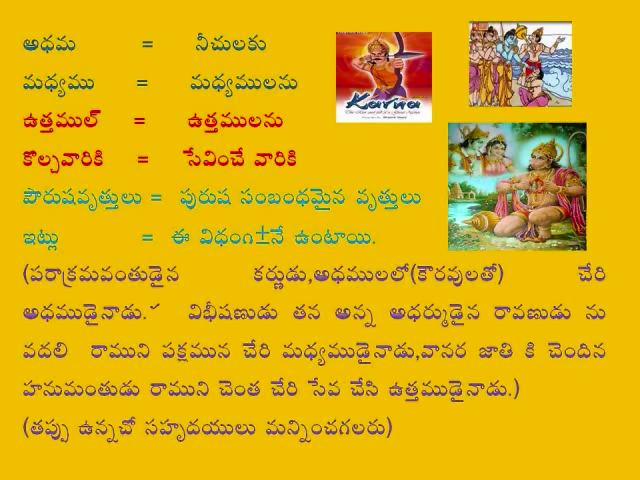 అధమ = నీచులకు
మధ్యము = మధ్యములను
ఉత్తముల్ = ఉత్తములను
కొల్చవారికి = సేవించే వారికి
పౌరుషవృత్తులు = పురుష సంబంధమైన వృత్తులు
ఇట్లు = ఈ విధంగ±నే ఉంటాయి.
Karna
(పరాక్రమవంతుడైన కర్ణుడు,అధములలో(కౌరవులతో) చేరి
అధముడైనాడు. విభీషణుడు తన అన్న అధర్ముడైన రావణుడు ను
వదలి రాముని పక్షమున చేరి మధ్యముడైనాడు,వానర జాతి కి చెందిన
హనుమంతుడు రాముని చెంత చేరి సేవ చేసి ఉత్తముడైనాడు.)
(తప్పు ఉన్నచో సహృదయులు మన్నించగలరు)